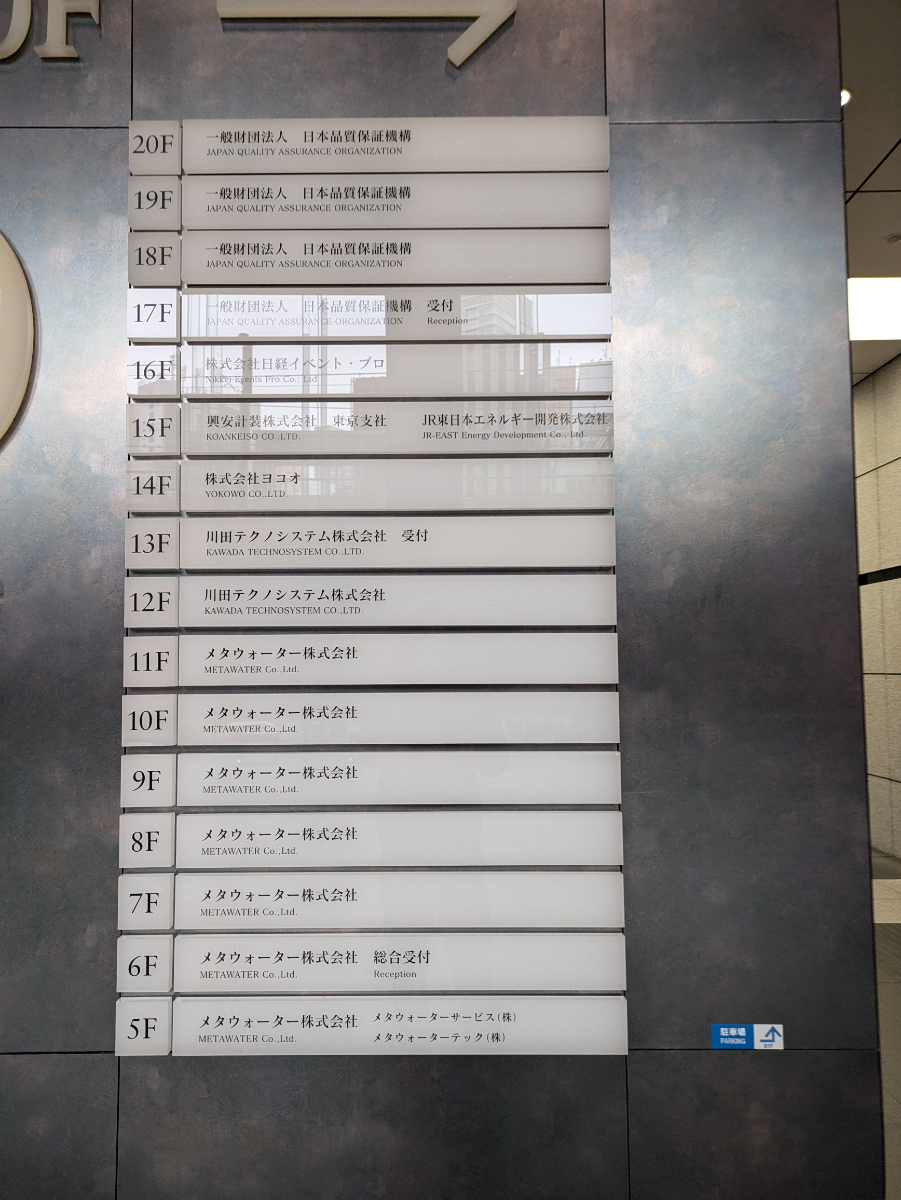 20F
一般財団法人 日本品質保証機構
JAPAN QUALITY ASSURANCE ORGANIZATION
19F
一般財団法人 日本品質保証機構
JAPAN QUALITY ASSURANCE ORGANIZATION
18F
一般財団法人 日本品質保証機構
JAPAN QUALITY ASSURANCE ORGANIZATION
17F
一般財団法人 日本品質保証機構 受付
JAPAN QUALITY ASSURANCE ORGANIZATION Reception
16F
株式会社日経イベント・プロ
Nikkei Events Pro Co., Ltd.
15F
興安計装株式会社 東京支社 JR東日本エネルギー開発株式会社
KOANKEISO CO.,LTD. JR-EAST Energy Development Co., Ltd.
14F
株式会社ヨコオ
YOKOWO CO.,LTD.
13F
川田テクノシステム株式会社 受付
KAWADA TECHNOSYSTEM CO.,LTD.
12F
川田テクノシステム株式会社
KAWADA TECHNOSYSTEM CO.,LTD.
11F
メタウォーター株式会社
METAWATER Co.,Ltd.
10F
メタウォーター株式会社
METAWATER Co.,Ltd.
9F
メタウォーター株式会社
METAWATER Co.,Ltd.
8F
メタウォーター株式会社
METAWATER Co.,Ltd.
7F
メタウォーター株式会社
METAWATER Co.,Ltd.
6F
メタウォーター株式会社 総合受付
METAWATER Co.,Ltd. Reception
5F
メタウォーター株式会社 メタウォーターサービス(株)
METAWATER Co.,Ltd. メタウォーターテック(株)
駐車場
PARKING